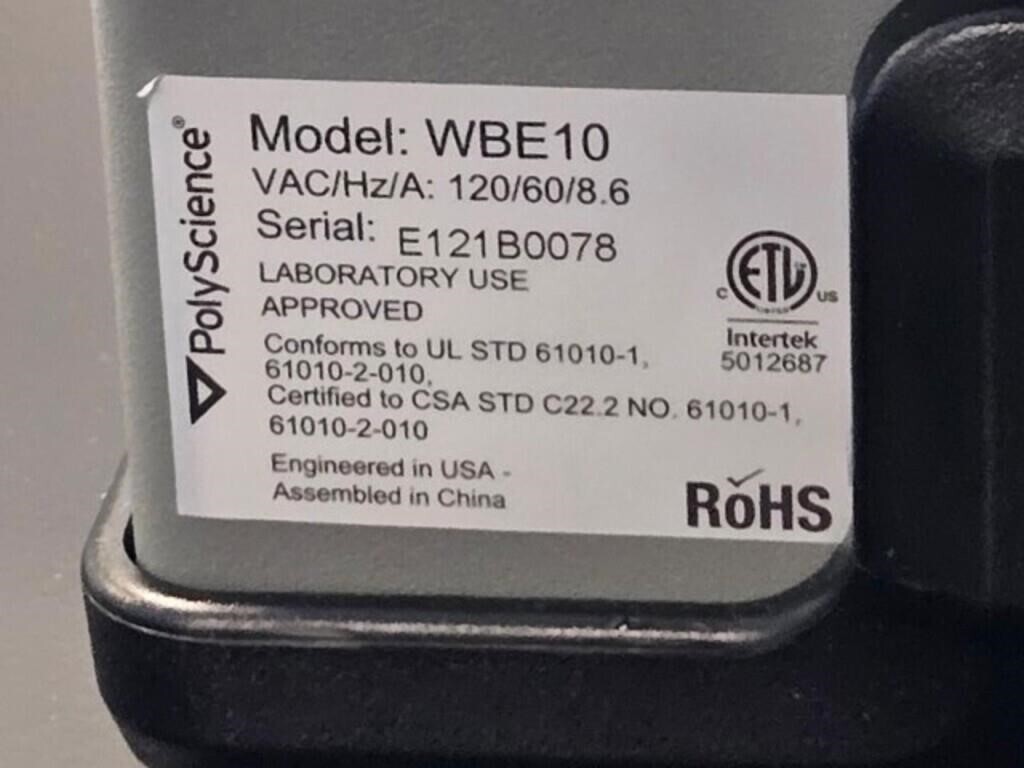 PolyScience®
Model: WBE10
VAC/Hz/A: 120/60/8.6
Serial: E121B0078
LABORATORY USE
APPROVED
Conforms to UL STD 61010-1,
61010-2-010,
Certified to CSA STD C22.2 NO. 61010-1,
61010-2-010
Engineered in USA -
Assembled in China
ETL
C US
Intertek
5012687
RoHS